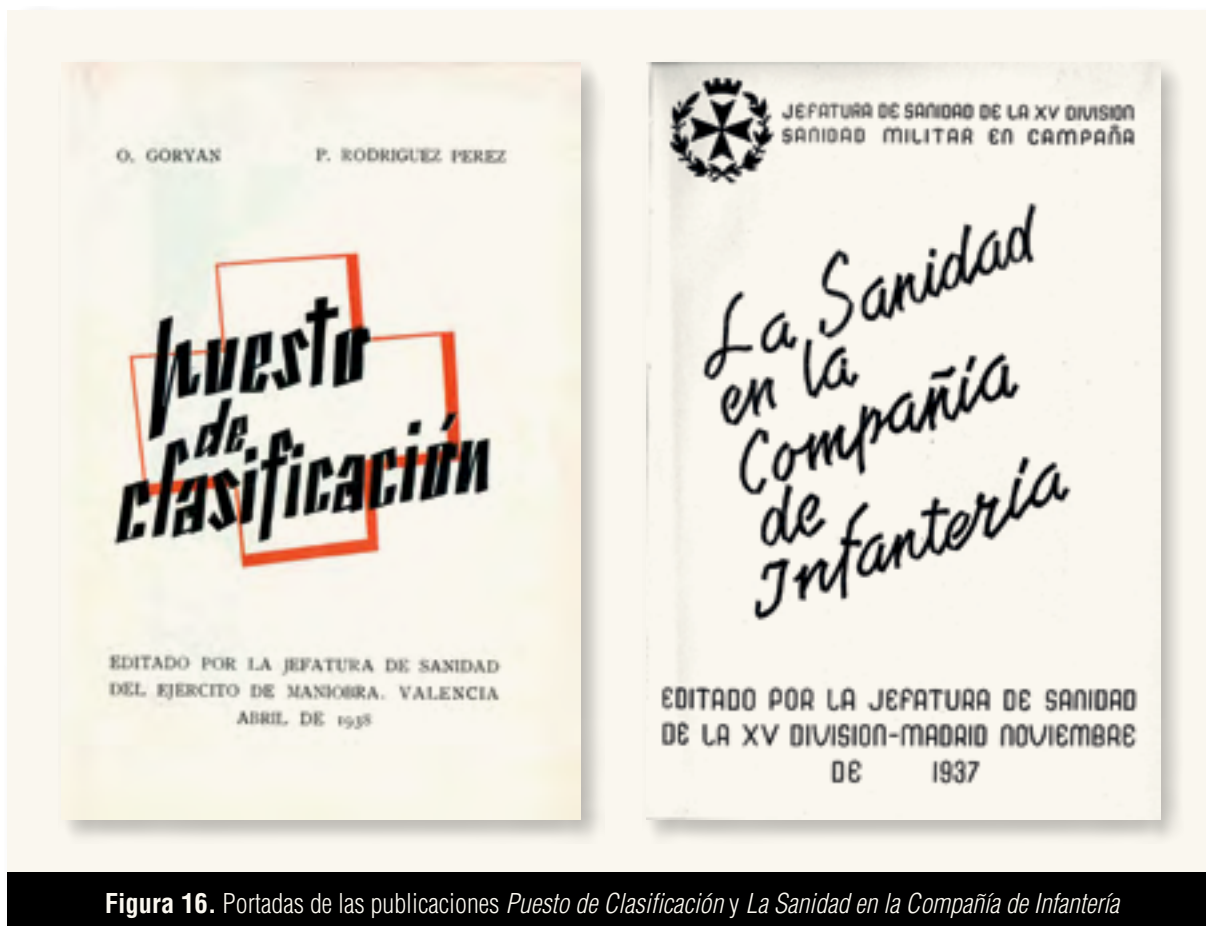 O. GORYAN P. RODRIGUEZ PEREZ
puesto
de
clasificación
EDITADO POR LA JEFATURA DE SANIDAD
DEL EJERCITO DE MANIOBRA. VALENCIA
ABRIL DE 1938
JEFATURA DE SANIDAD DE LA XV DIVISION
SANIDAD MILITAR EN CAMPAÑA
La Sanidad
en la
Compañía
de
Infantería
EDITADO POR LA JEFATURA DE SANIDAD
DE LA XV DIVISION-MADRID NOVIEMBRE
DE 1937
Figura 16. Portadas de las publicaciones Puesto de Clasificación y La Sanidad en la Compañía de Infantería